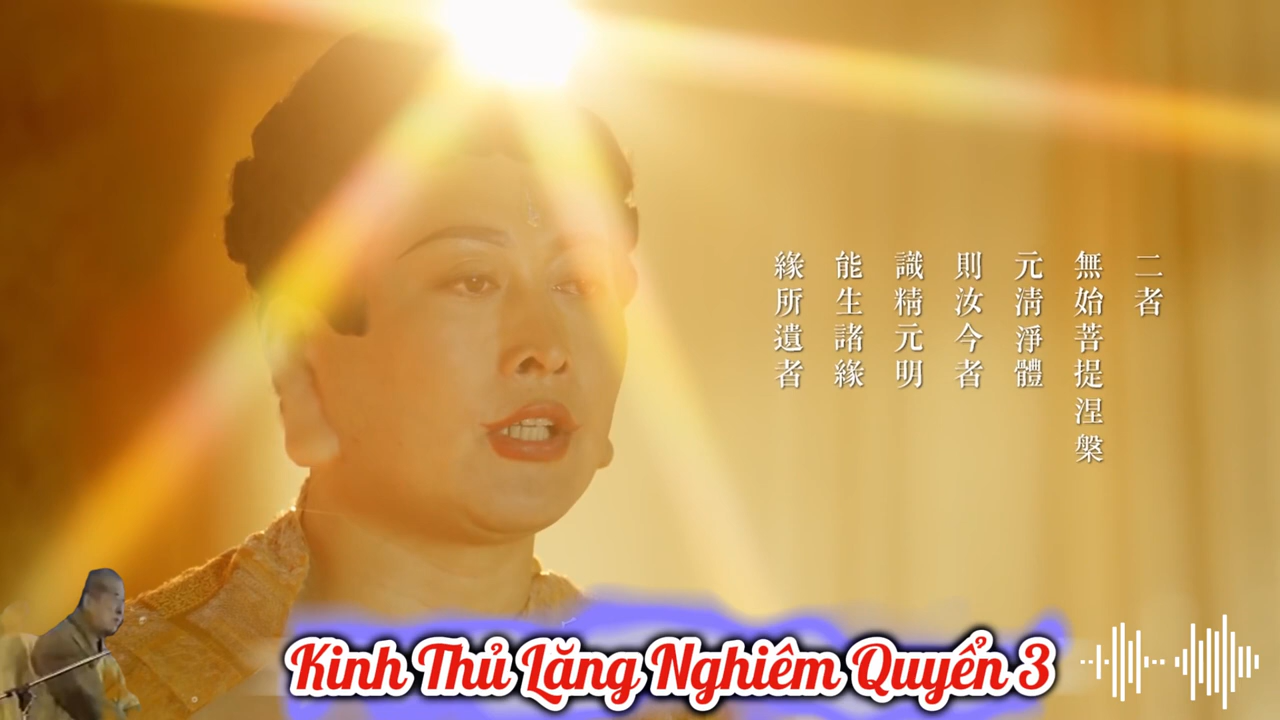 二者
無始菩提涅槃
元清淨體
則汝今者
識精元明
能生諸緣
緣所遺者
Kinh Thủ Lăng Nghiêm Quyển 3